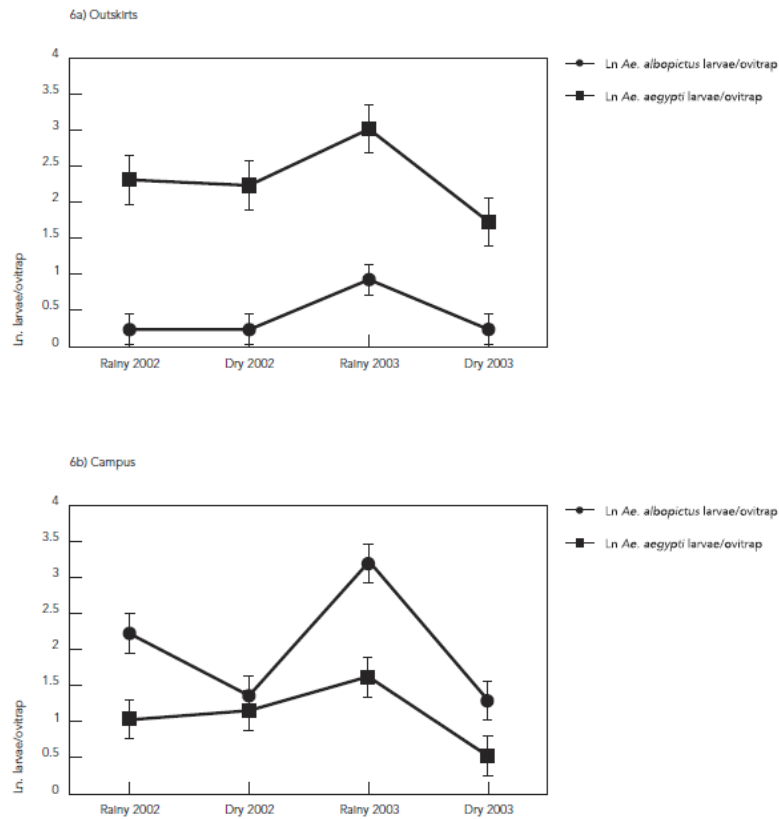 6a) Outskirts
4
3.5
3
2.5
2
1.5
1
0.5
0
Ln. larvae/ovitrap
Rainy 2002
Dry 2002
Rainy 2003
Dry 2003
Ln Ae. albopictus larvae/ovitrap
Ln Ae. aegypti larvae/ovitrap
6b) Campus
4
3.5
3
2.5
2
1.5
1
0.5
0
Ln. larvae/ovitrap
Rainy 2002
Dry 2002
Rainy 2003
Dry 2003
Ln Ae. albopictus larvae/ovitrap
Ln Ae. aegypti larvae/ovitrap